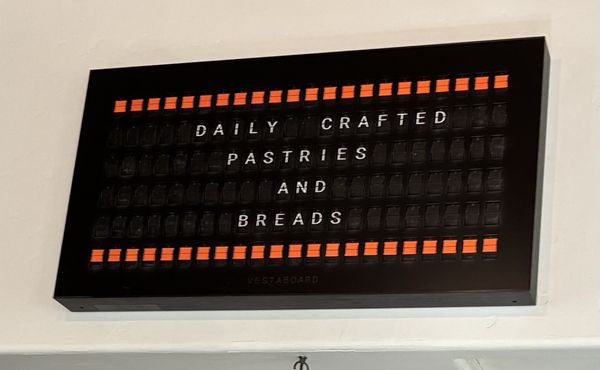 DAILY CRAFTED
PASTRIES
AND
BREADS
VESTABOARD